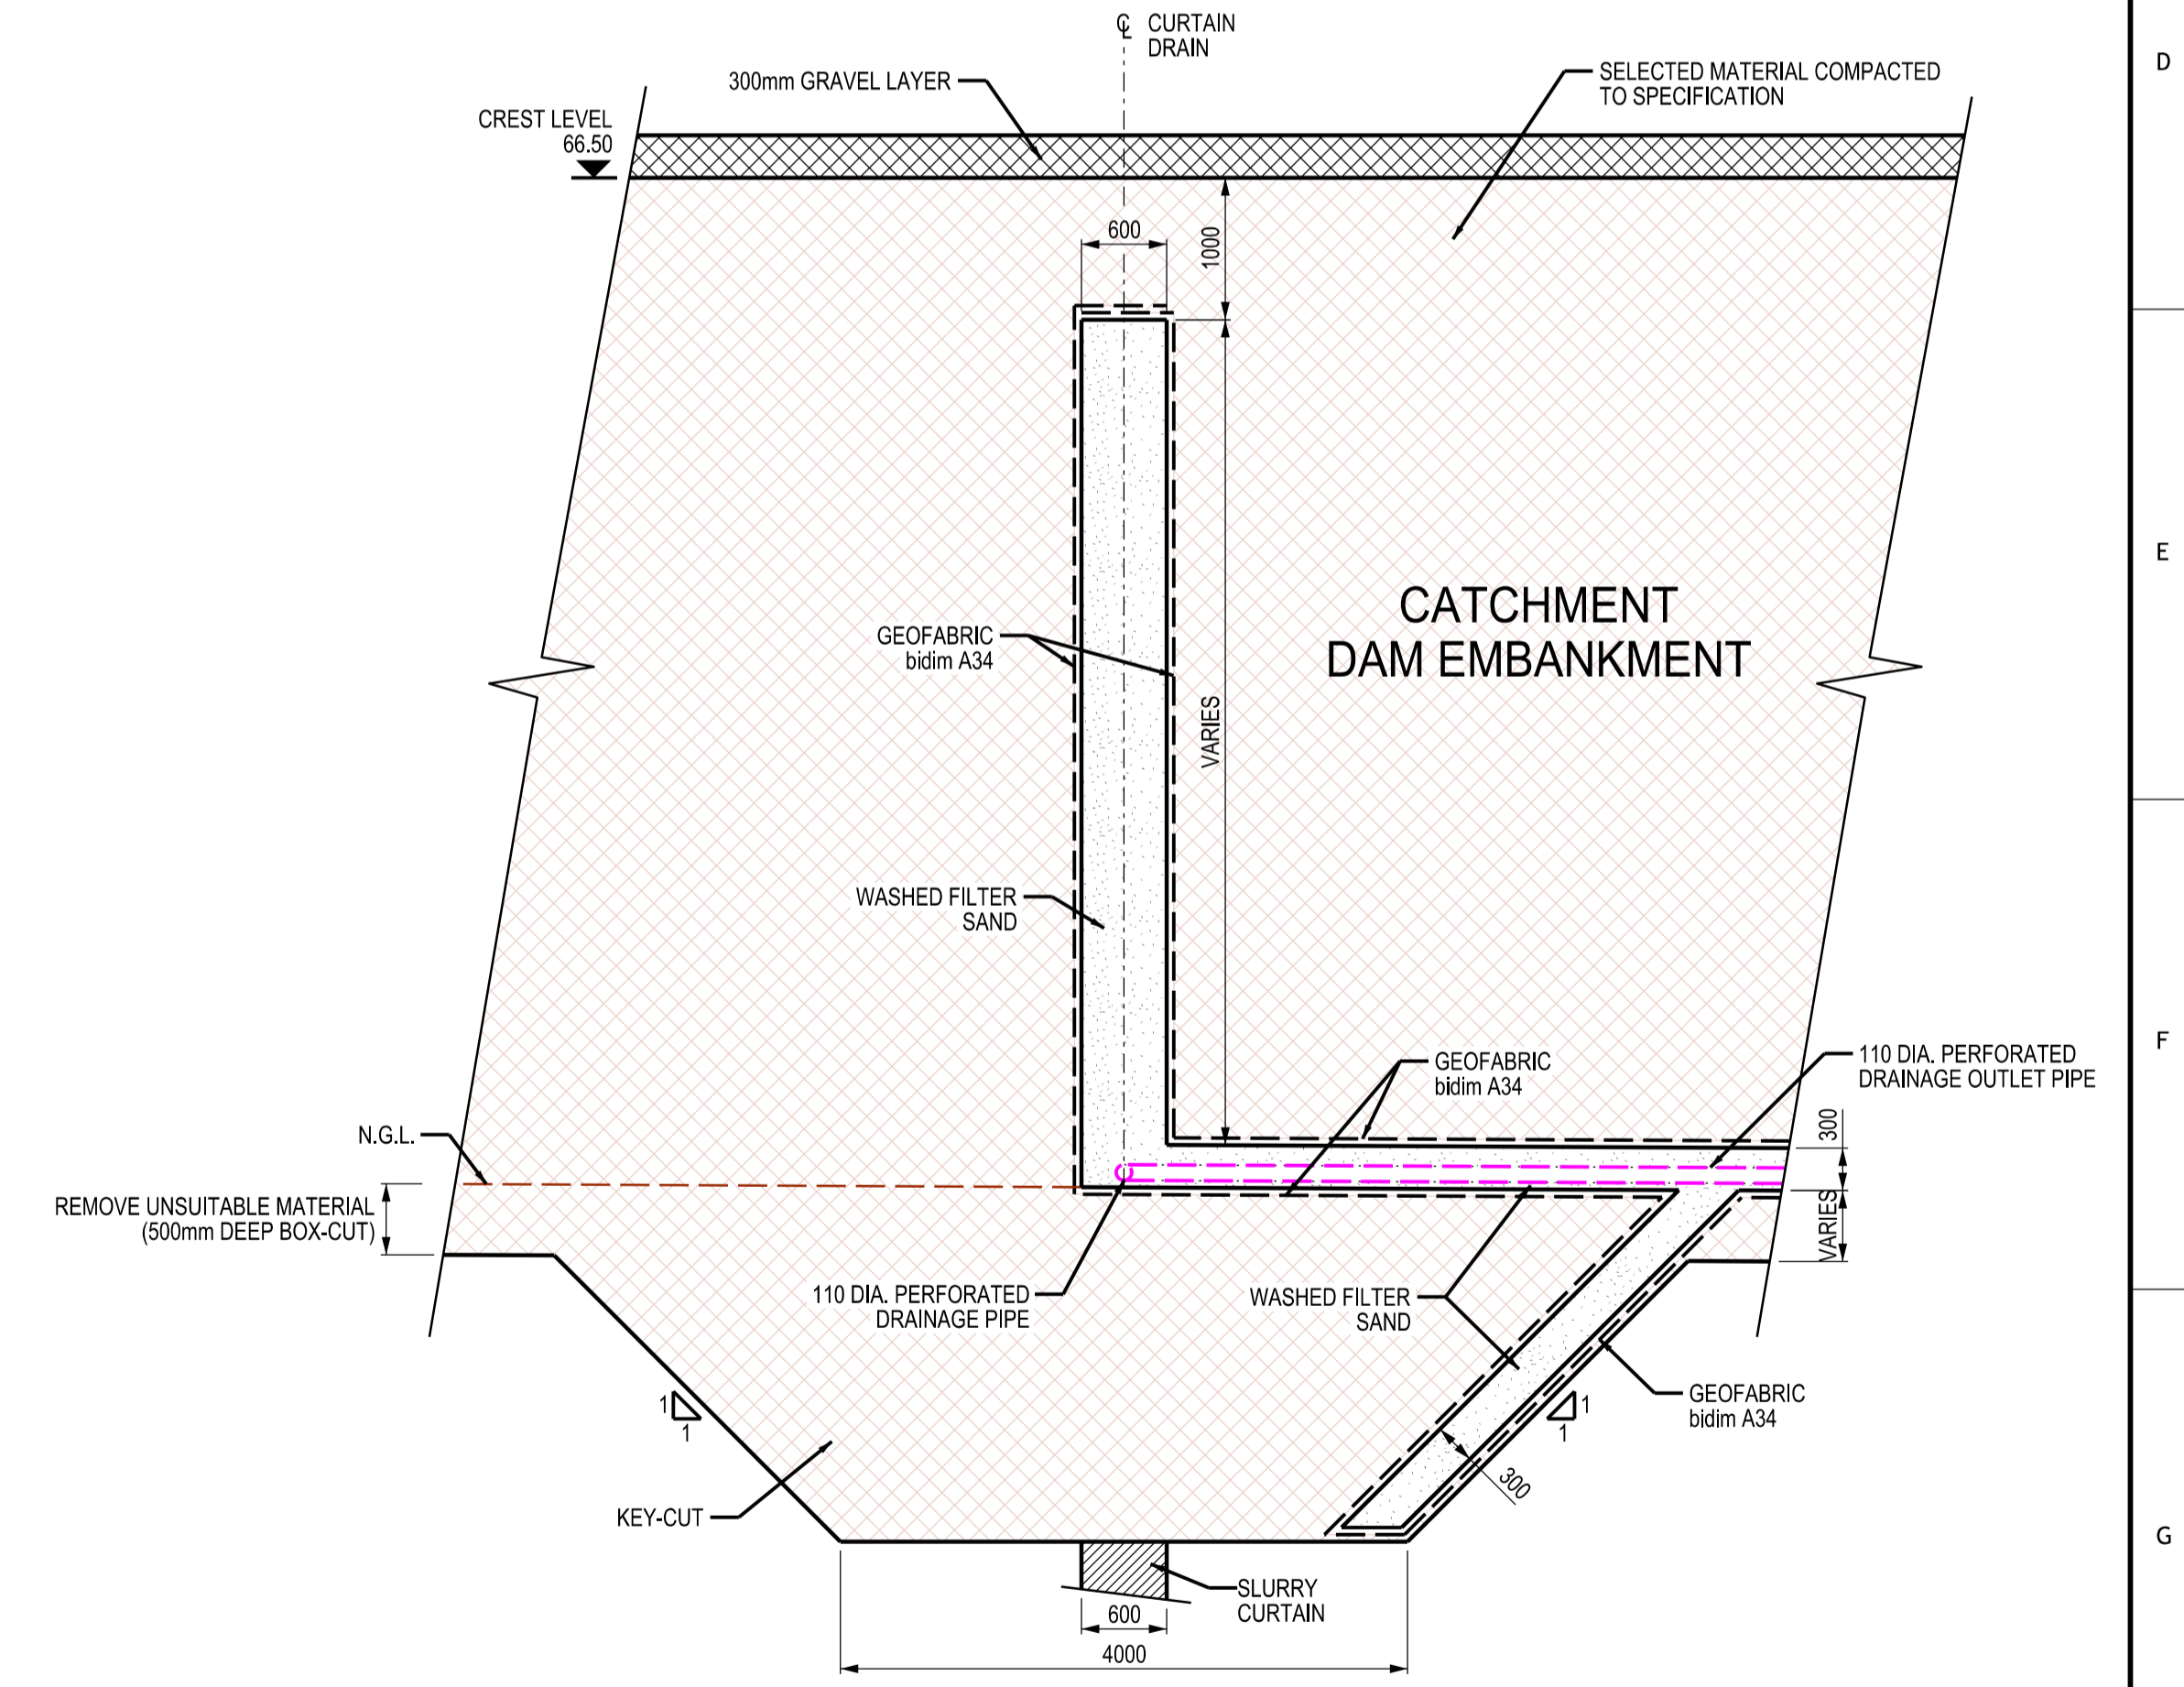 ℄ CURTAIN
DRAIN
D
300mm GRAVEL LAYER
SELECTED MATERIAL COMPACTED
TO SPECIFICATION
CREST LEVEL
66.50
600
1000
E
CATCHMENT
DAM EMBANKMENT
GEOFABRIC
bidim A34
VARIES
WASHED FILTER
SAND
F
GEOFABRIC
bidim A34
110 DIA. PERFORATED
DRAINAGE OUTLET PIPE
300
N.G.L.
REMOVE UNSUITABLE MATERIAL
(500mm DEEP BOX-CUT)
VARIES
110 DIA. PERFORATED
DRAINAGE PIPE
WASHED FILTER
SAND
1
1
1
1
GEOFABRIC
bidim A34
300
KEY-CUT
G
SLURRY
CURTAIN
600
4000